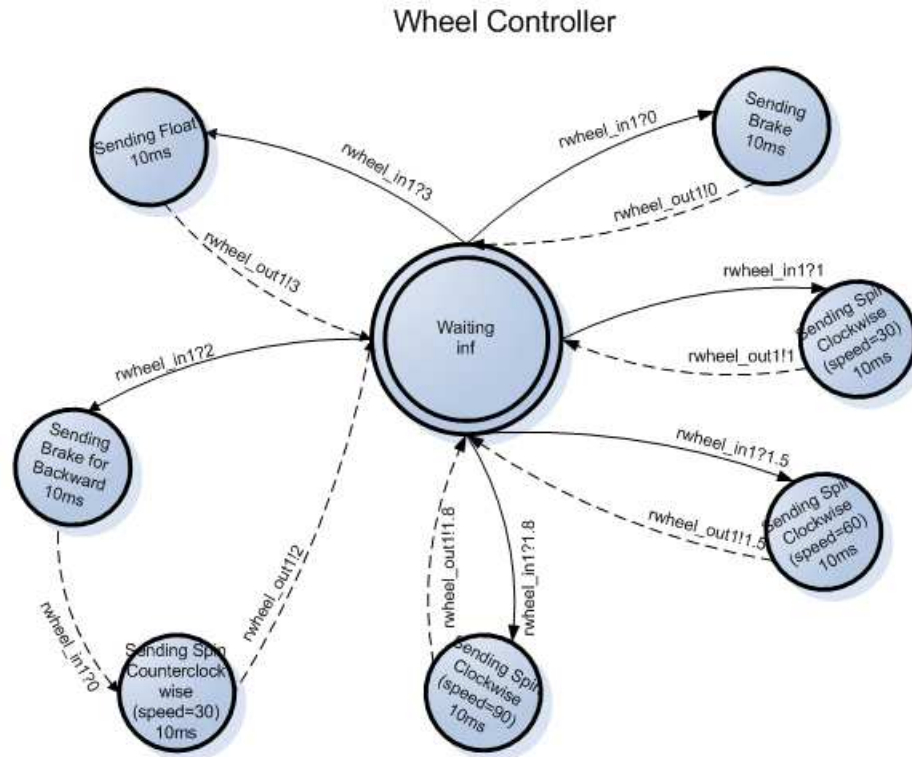 Wheel Controller
Sending Float
10ms
rwheel_in1?3
rwheel_out1!3
rwheel_in1?0
Sending
Brake
10ms
rwheel_out1!0
Waiting
inf
rwheel_in1?1
Sending Spin
Clockwise
(speed=30)
10ms
rwheel_out1!1
rwheel_in1?2
Sending
Brake for
Backward
10ms
rwheel_in1?0
Sending Spin
Counterclock
wise
(speed=30)
10ms
rwheel_out1!2
rwheel_out1!1.8
rwheel_in1?1.8
Sending Spin
Clockwise
(speed=90)
10ms
rwheel_in1?1.5
rwheel_out1!1.5
Sending Spin
Clockwise
(speed=60)
10ms